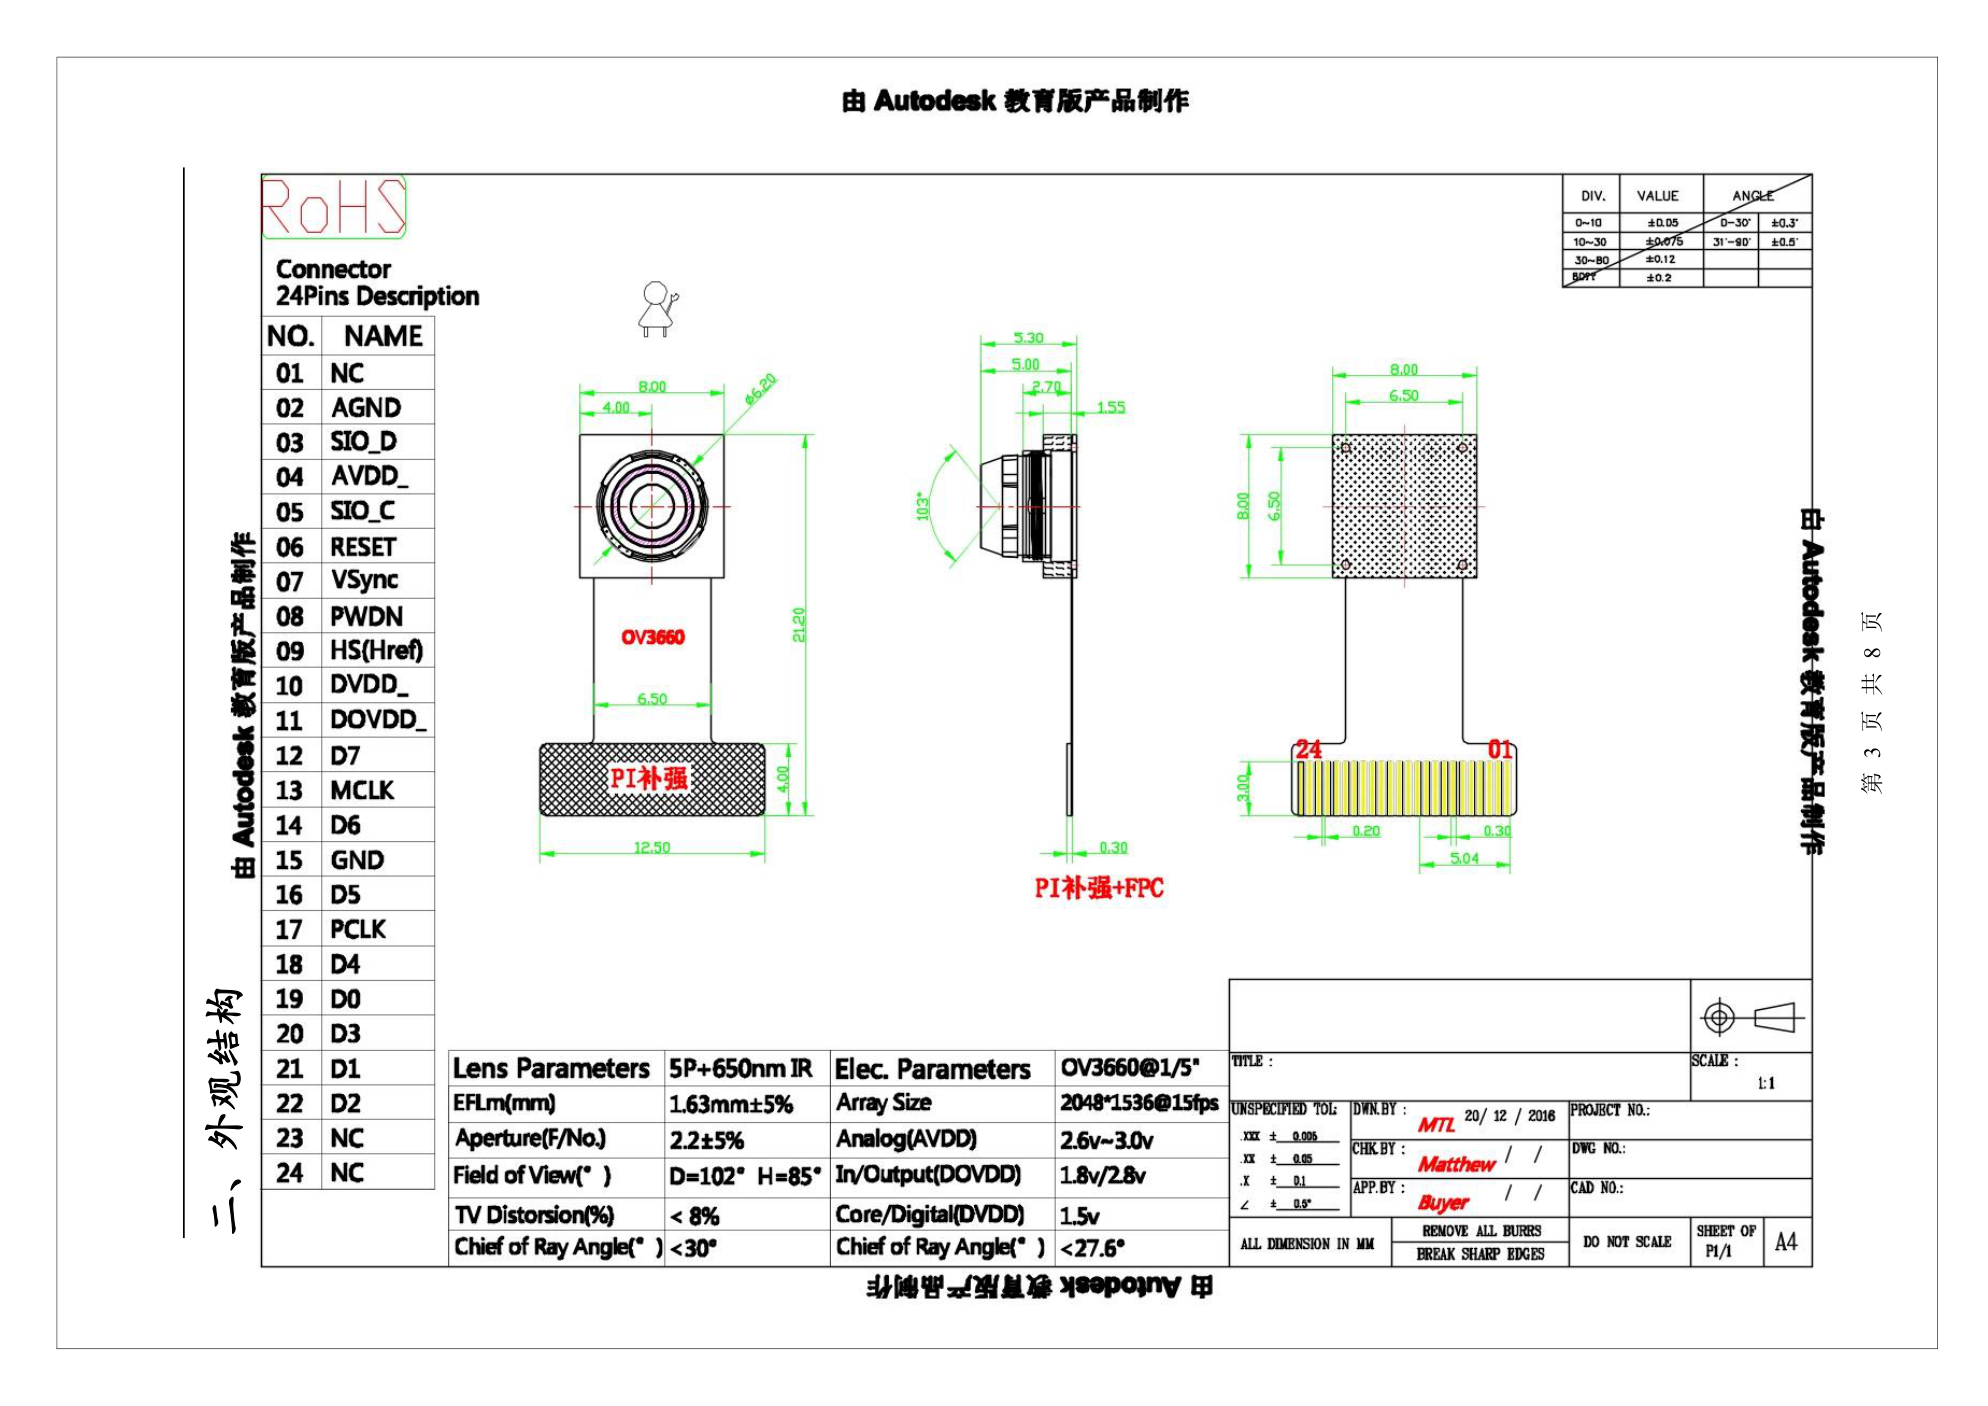 由 Autodesk 教育版产品制作
RoHS
DIV. VALUE ANGLE
0~10 ±0.05 0-30° ±0.3°
10~30 ±0.075 31°-90° ±0.5°
30~80 ±0.12
±0.2
Connector
24Pins Description
NO. NAME
01 NC
02 AGND
03 SIO_D
04 AVDD_
05 SIO_C
06 RESET
07 VSync
08 PWDN
09 HS(Href)
10 DVDD_
11 DOVDD_
12 D7
13 MCLK
14 D6
15 GND
16 D5
17 PCLK
18 D4
19 D0
20 D3
21 D1
22 D2
23 NC
24 NC
8.00
4.00
ø6.20
21.20
OV3660
6.50
PI补强
4.00
12.50
5.30
5.00
2.70
1.55
103°
0.30
PI补强+FPC
8.00
6.50
8.00
6.50
24 01
3.00
0.20 0.30
5.04
由 Autodesk 教育版产品制作
由 Autodesk 教育版产品制作
二、外观结构
第 3 页 共 8 页
Lens Parameters 5P+650nm IR Elec. Parameters OV3660@1/5"
EFLm(mm) 1.63mm±5% Array Size 2048*1536@15fps
Aperture(F/No.) 2.2±5% Analog(AVDD) 2.6v~3.0v
Field of View(° ) D=102° H=85° In/Output(DOVDD) 1.8v/2.8v
TV Distorsion(%) < 8% Core/Digital(DVDD) 1.5v
Chief of Ray Angle(° ) <30° Chief of Ray Angle(° ) <27.6°
TITLE : SCALE :
1:1
UNSPECIFIED TOL: DWN.BY : MTL 20/ 12 / 2016 PROJECT NO.:
.XXX ± 0.005
CHK.BY : Matthew / / DWG NO.:
.XX ± 0.05
.X ± 0.1
APP.BY : Buyer / / CAD NO.:
∠ ± 0.5°
ALL DIMENSION IN MM REMOVE ALL BURRS DO NOT SCALE SHEET OF A4
BREAK SHARP EDGES P1/1
由 Autodesk 教育版产品制作